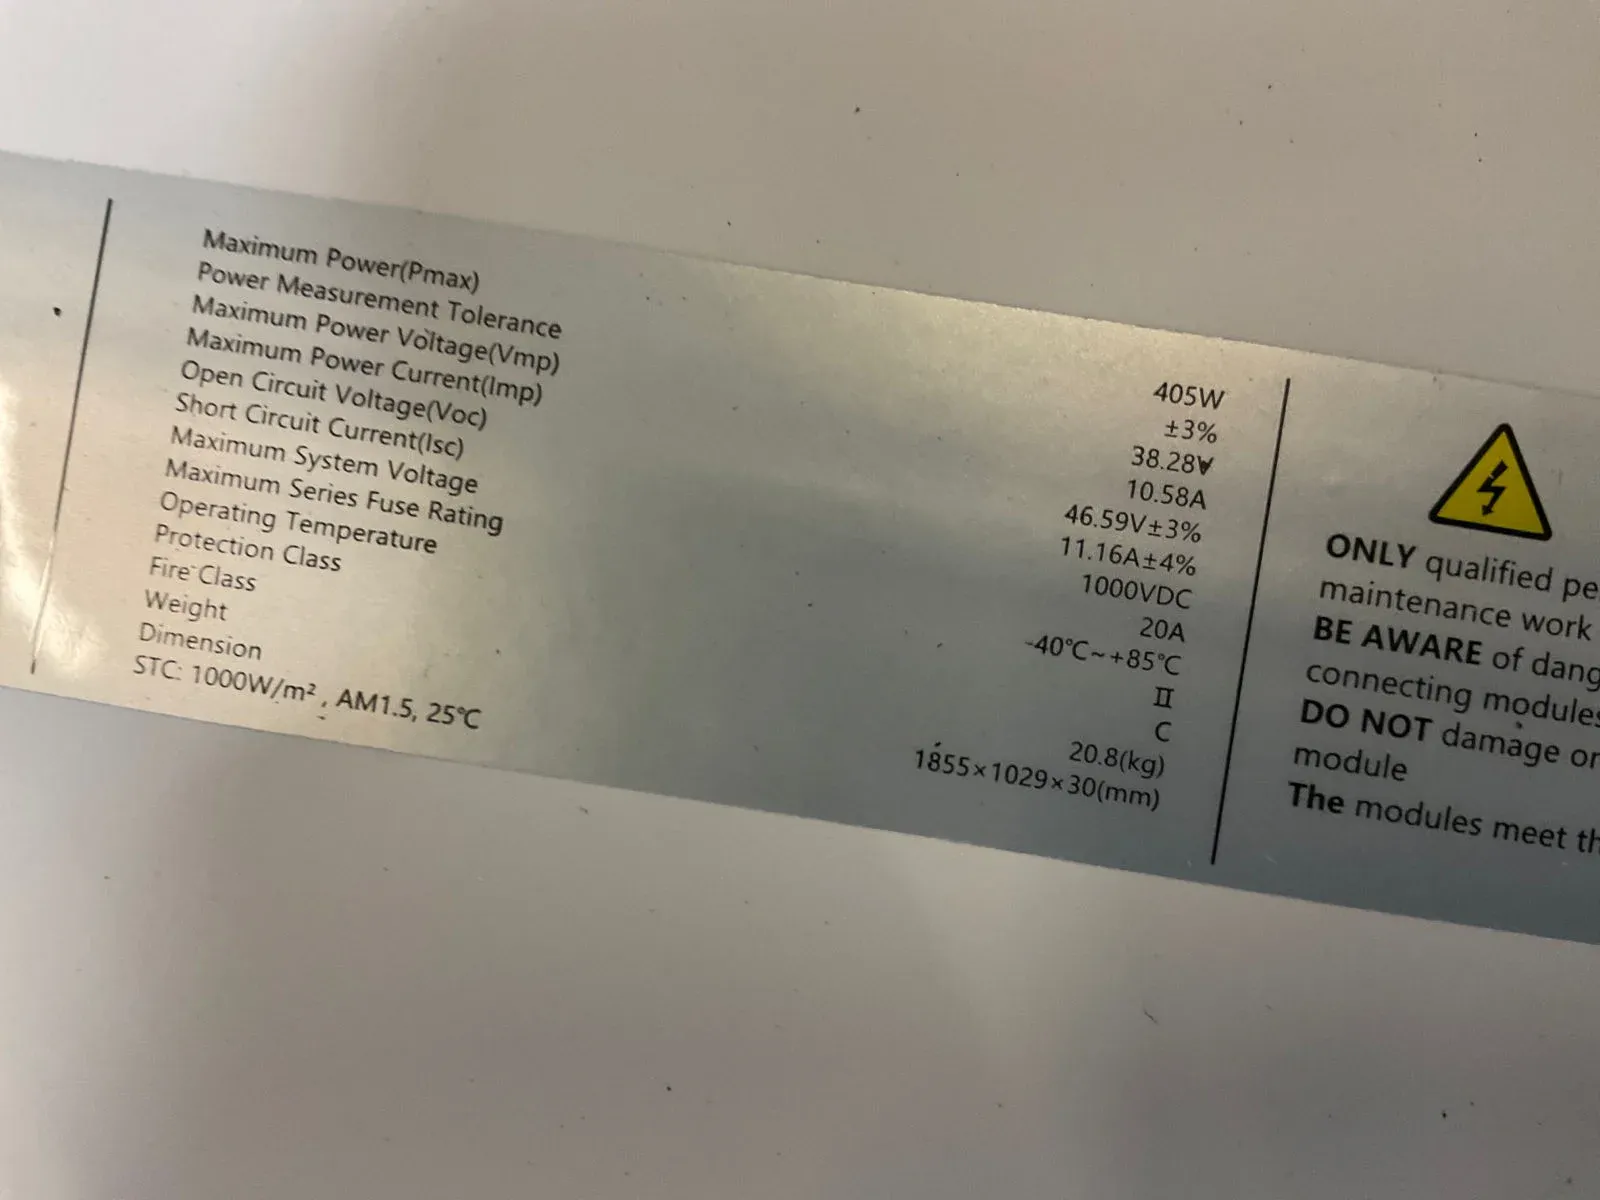 Maximum Power(Pmax) 405W
Power Measurement Tolerance ±3%
Maximum Power Voltage(Vmp) 38.28V
Maximum Power Current(Imp) 10.58A
Open Circuit Voltage(Voc) 46.59V±3%
Short Circuit Current(Isc) 11.16A±4%
Maximum System Voltage 1000VDC
Maximum Series Fuse Rating 20A
Operating Temperature -40℃~+85℃
Protection Class II
Fire Class C
Weight 20.8(kg)
Dimension 1855×1029×30(mm)
STC: 1000W/m², AM1.5, 25℃
ONLY qualified pe
maintenance work
BE AWARE of dang
connecting modules
DO NOT damage or
module
The modules meet th